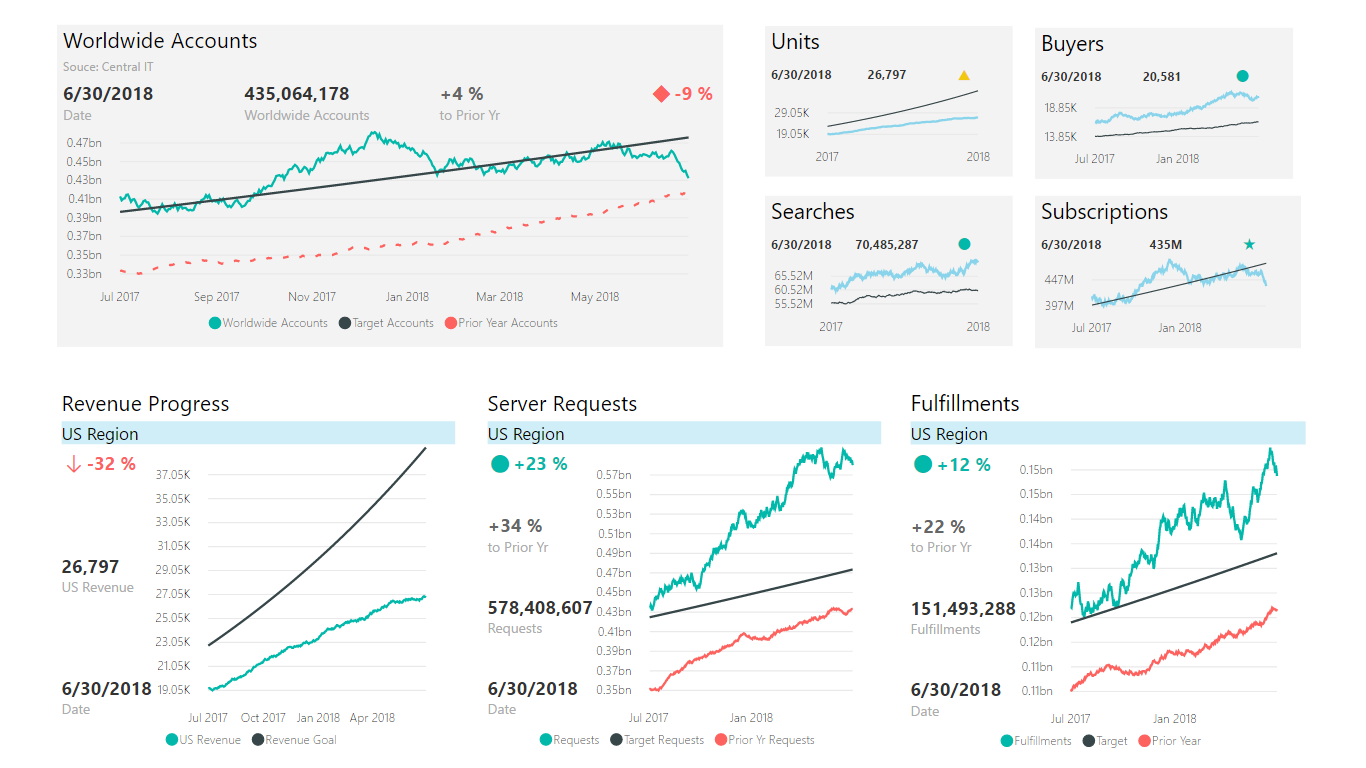 Worldwide Accounts
Souce: Central IT
6/30/2018 435,064,178 +4 % -9 %
Date Worldwide Accounts to Prior Yr
0.47bn
0.45bn
0.43bn
0.41bn
0.39bn
0.37bn
0.35bn
0.33bn
Jul 2017 Sep 2017 Nov 2017 Jan 2018 Mar 2018 May 2018
Worldwide Accounts Target Accounts Prior Year Accounts
Units
6/30/2018 26,797
29.05K
19.05K
2017 2018
Buyers
6/30/2018 20,581
18.85K
13.85K
Jul 2017 Jan 2018
Searches
6/30/2018 70,485,287
65.52M
60.52M
55.52M
2017 2018
Subscriptions
6/30/2018 435M
447M
397M
Jul 2017 Jan 2018
Revenue Progress
US Region
-32 %
26,797
US Revenue
6/30/2018
Date
37.05K
35.05K
33.05K
31.05K
29.05K
27.05K
25.05K
23.05K
21.05K
19.05K
Jul 2017 Oct 2017 Jan 2018 Apr 2018
US Revenue Revenue Goal
Server Requests
US Region
+23 %
+34 %
to Prior Yr
578,408,607
Requests
6/30/2018
Date
0.57bn
0.55bn
0.53bn
0.51bn
0.49bn
0.47bn
0.45bn
0.43bn
0.41bn
0.39bn
0.37bn
0.35bn
Jul 2017 Jan 2018
Requests Target Requests Prior Yr Requests
Fulfillments
US Region
+12 %
+22 %
to Prior Yr
151,493,288
Fulfillments
6/30/2018
Date
0.15bn
0.15bn
0.14bn
0.14bn
0.13bn
0.13bn
0.12bn
0.12bn
0.11bn
0.11bn
Jul 2017 Jan 2018
Fulfillments Target Prior Year